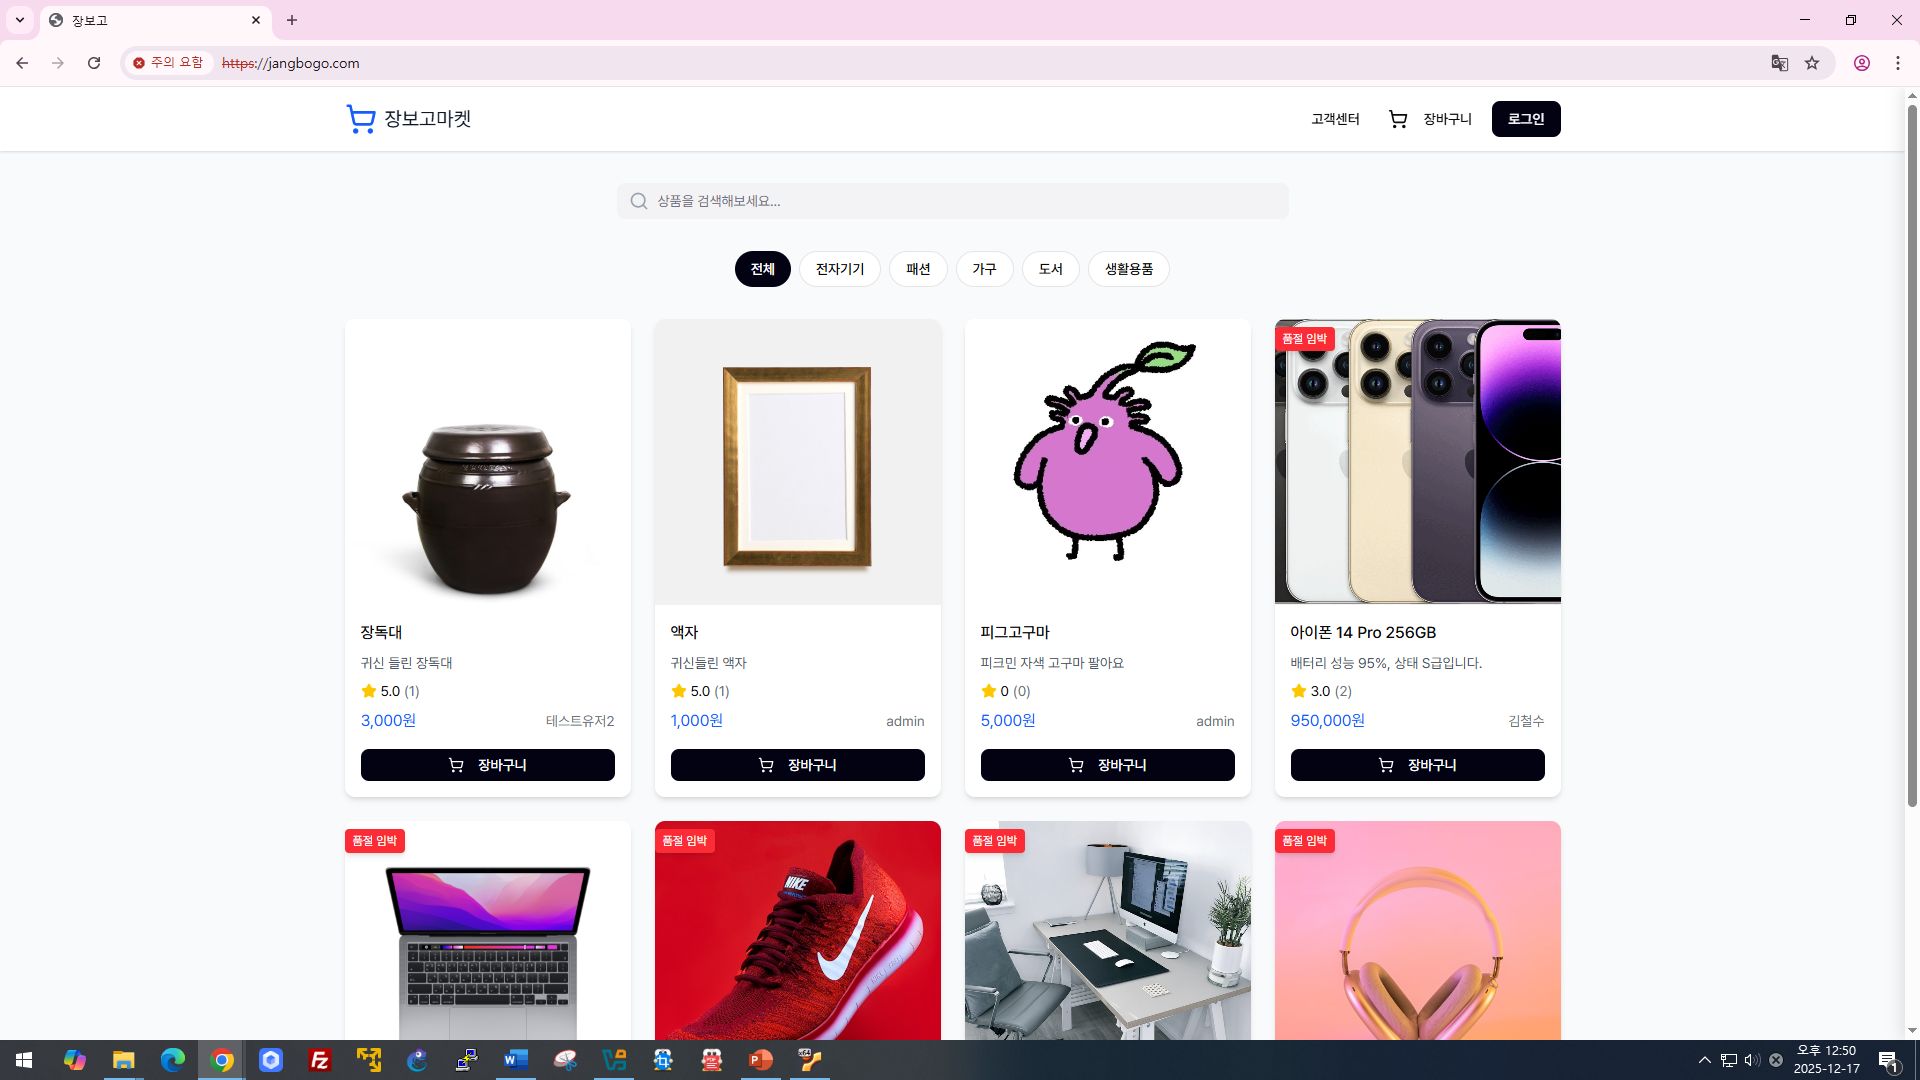 장보고
주의 요함
https://jangbogo.com
장보고마켓
고객센터
장바구니
로그인
상품을 검색해보세요...
전체
전자기기
패션
가구
도서
생활용품
품절 임박
장독대
귀신 들린 장독대
5.0 (1)
3,000원
테스트유저2
장바구니
액자
귀신들린 액자
5.0 (1)
1,000원
admin
장바구니
피그고구마
피크민 자색 고구마 팔아요
0 (0)
5,000원
admin
장바구니
아이폰 14 Pro 256GB
배터리 성능 95%, 상태 S급입니다.
3.0 (2)
950,000원
김철수
장바구니
품절 임박
품절 임박
NIKE
품절 임박
품절 임박
오후 12:50
2025-12-17
1